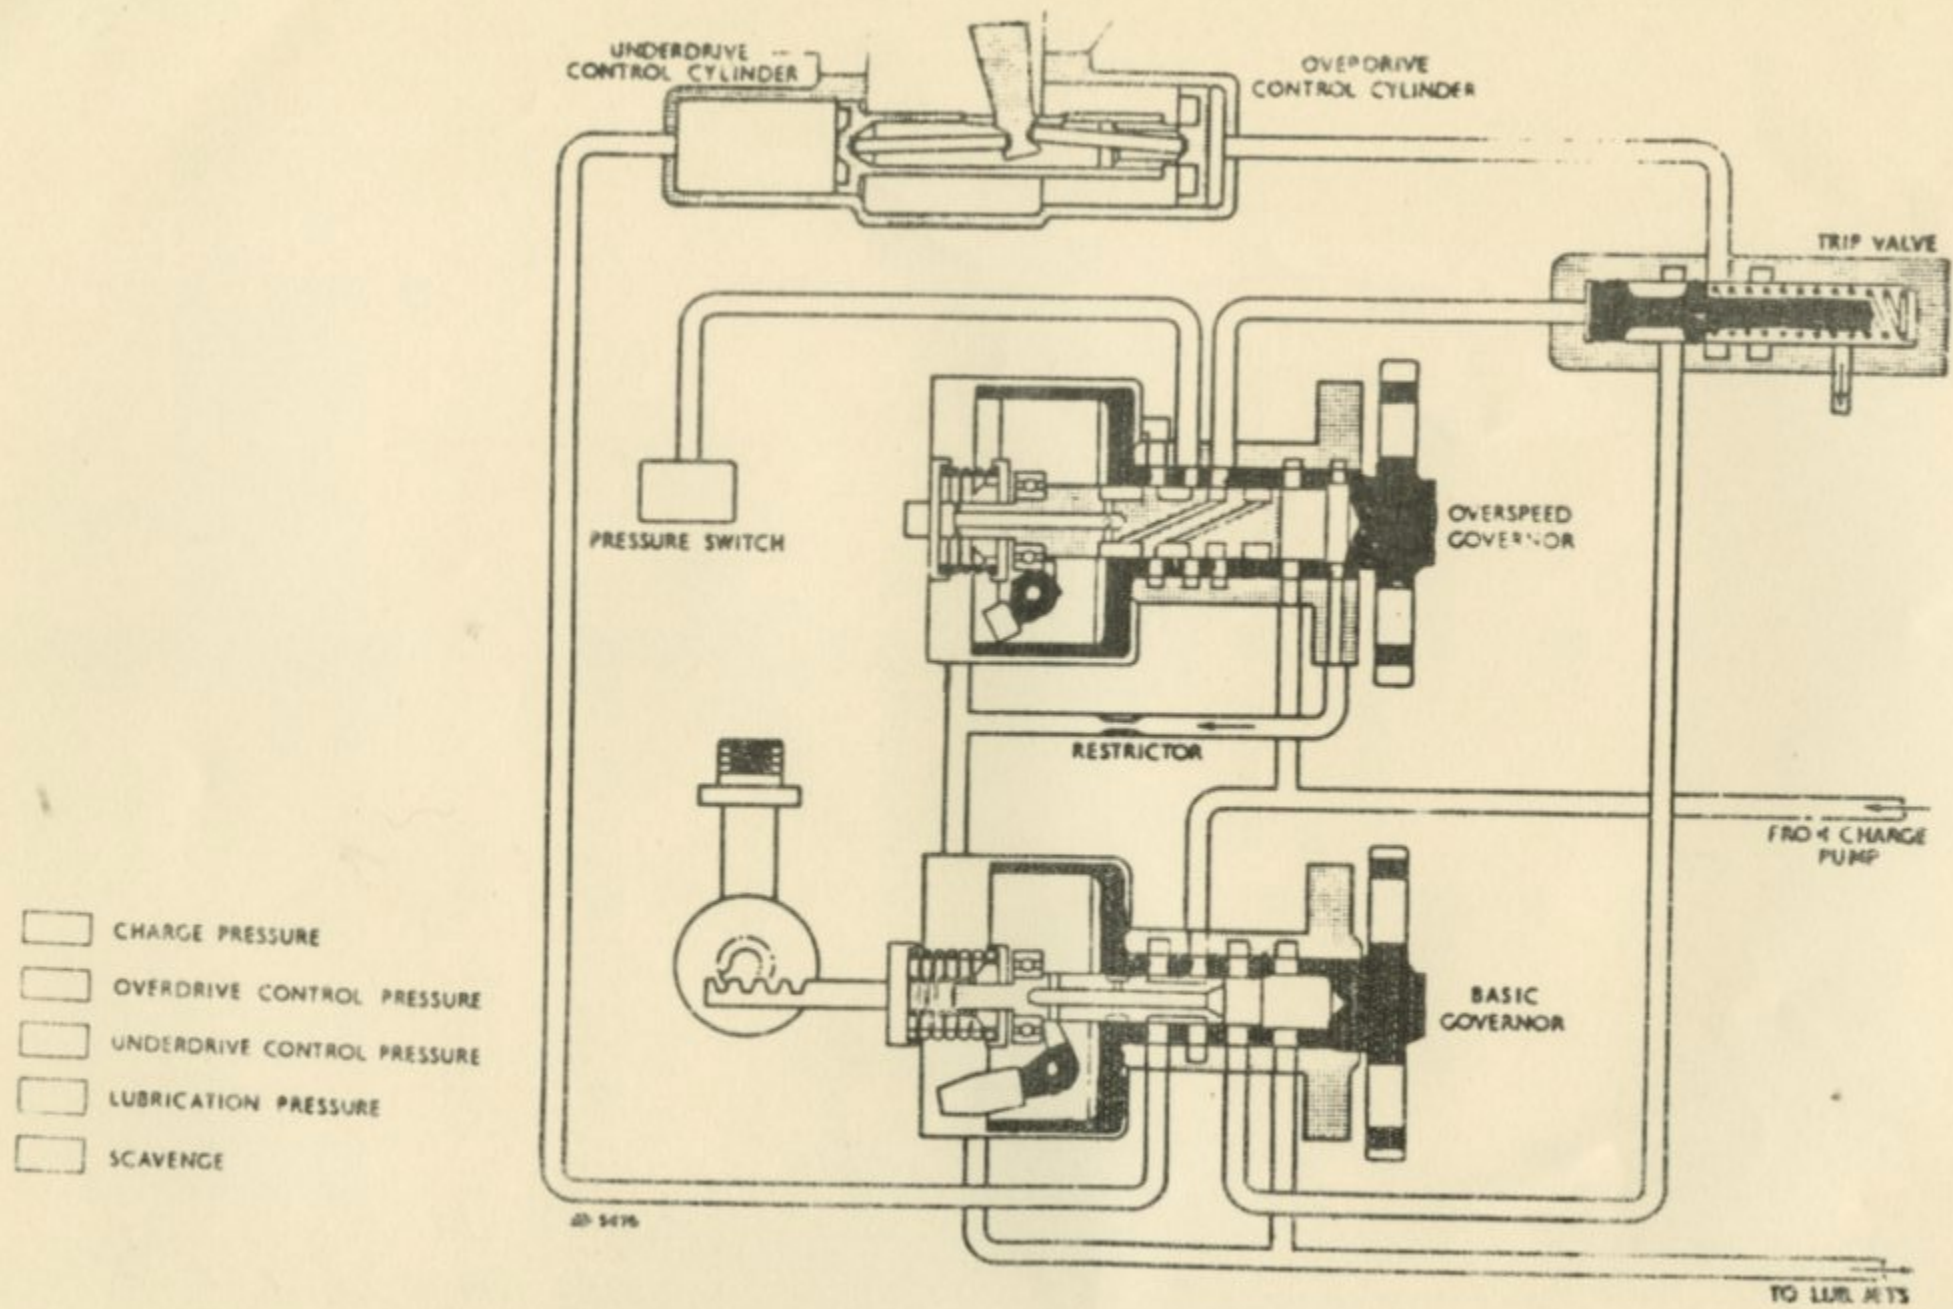 UNDERDRIVE
CONTROL CYLINDER
OVERDRIVE
CONTROL CYLINDER
TRIP VALVE
PRESSURE SWITCH
OVERSPEED
GOVERNOR
RESTRICTOR
FROM CHARGE
PUMP
CHARGE PRESSURE
OVERDRIVE CONTROL PRESSURE
UNDERDRIVE CONTROL PRESSURE
LUBRICATION PRESSURE
SCAVENGE
BASIC
GOVERNOR
TO LUB. JETS